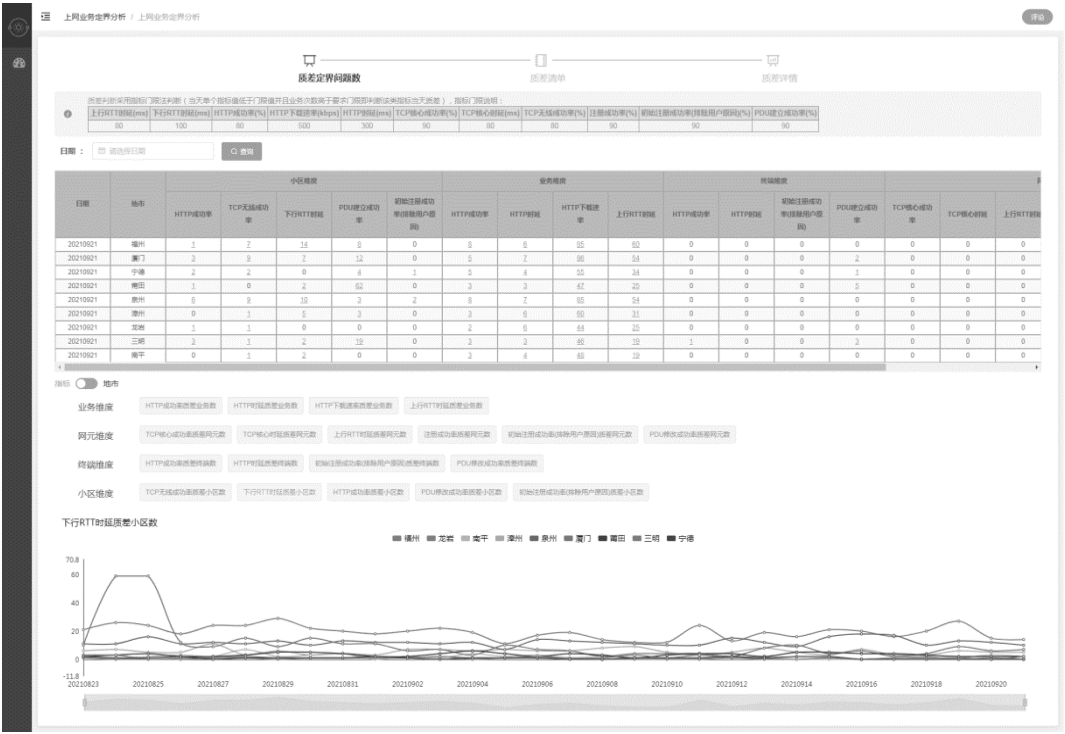 上网业务定界分析 / 上网业务定界分析
评论
质差定界问题数 质差清单 质差详情
质差判断采用指标门限法判断（当天单个指标值低于门限值并且业务次数高于要求门限即判断该类指标当天质差），指标门限说明：
上行RTT时延(ms) 下行RTT时延(ms) HTTP成功率(%) HTTP下载速率(kbps) HTTP时延(ms) TCP核心成功率(%) TCP核心时延(ms) TCP无线成功率(%) 注册成功率(%) 初始注册成功率(排除用户原因)(%) PDU建立成功率(%)
80 100 80 500 300 90 80 80 90 90 90
日期： 请选择日期 查询
日期 地市 小区维度 业务维度 终端维度
HTTP成功率 TCP无线成功率 下行RTT时延 PDU建立成功率 初始注册成功率(排除用户原因) HTTP成功率 HTTP时延 HTTP下载速率 上行RTT时延 HTTP成功率 HTTP时延 初始注册成功率(排除用户原因) PDU建立成功率 TCP核心成功率 TCP核心时延 上行RTT时延
20210921 福州 1 7 14 8 0 8 6 95 60 0 0 0 0 0 0 0
20210921 厦门 3 9 7 12 0 5 7 96 54 0 0 0 2 0 0 0
20210921 宁德 2 2 0 4 1 5 4 55 34 0 0 0 1 0 0 0
20210921 莆田 1 0 2 62 0 3 3 47 25 0 0 0 5 0 0 0
20210921 泉州 6 9 10 3 2 8 7 85 54 0 0 0 0 0 0 0
20210921 漳州 0 1 5 3 0 3 6 60 31 0 0 0 0 0 0 0
20210921 龙岩 1 1 0 0 0 2 6 44 25 0 0 0 0 0 0 0
20210921 三明 3 1 2 19 0 3 3 46 19 1 0 0 3 0 0 0
20210921 南平 0 1 2 0 0 3 4 48 19 0 0 0 0 0 0 0
指标 地市
业务维度 HTTP成功率质差业务数 HTTP时延质差业务数 HTTP下载速率质差业务数 上行RTT时延质差业务数
网元维度 TCP核心成功率质差网元数 TCP核心时延质差网元数 上行RTT时延质差网元数 注册成功率质差网元数 初始注册成功率(排除用户原因)质差网元数 PDU修改成功率质差网元数
终端维度 HTTP成功率质差终端数 HTTP时延质差终端数 初始注册成功率(排除用户原因)质差终端数 PDU修改成功率质差终端数
小区维度 TCP无线成功率质差小区数 下行RTT时延质差小区数 HTTP成功率质差小区数 PDU修改成功率质差小区数 初始注册成功率(排除用户原因)质差小区数
下行RTT时延质差小区数
福州 龙岩 南平 漳州 泉州 厦门 莆田 三明 宁德
70.8
60
40
20
0
-11.8
20210823 20210825 20210827 20210829 20210831 20210902 20210904 20210906 20210908 20210910 20210912 20210914 20210916 20210918 20210920